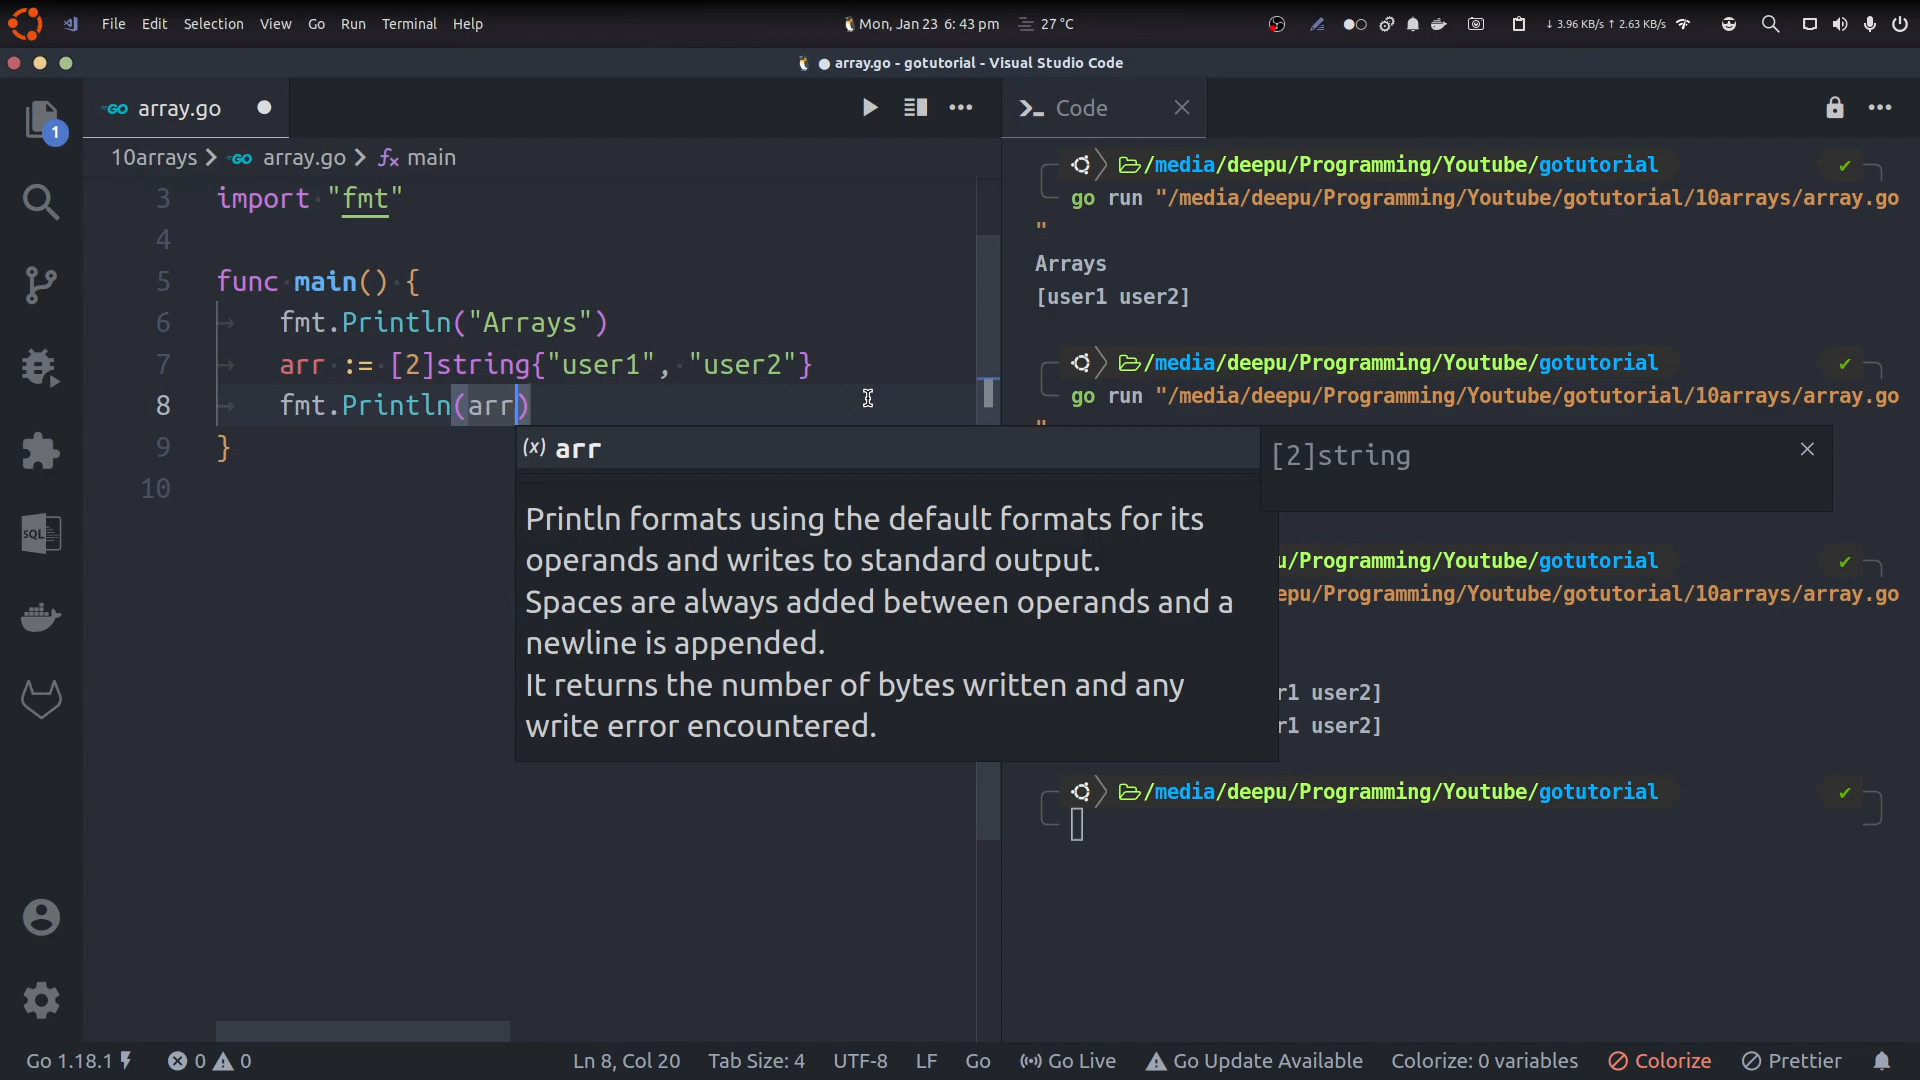 File Edit Selection View Go Run Terminal Help
Mon, Jan 23 6: 43 pm 27 °C
↓ 3.96 KB/s ↑ 2.63 KB/s
● array.go - gotutorial - Visual Studio Code
GO array.go ●
10arrays > GO array.go > main
3 import "fmt"
4
5 func main() {
6 fmt.Println("Arrays")
7 arr := [2]string{"user1", "user2"}
8 fmt.Println(arr)
9 }
10
(x) arr
[2]string
Println formats using the default formats for its
operands and writes to standard output.
Spaces are always added between operands and a
newline is appended.
It returns the number of bytes written and any
write error encountered.
1
SQL
Code
/media/deepu/Programming/Youtube/gotutorial ✔
go run "/media/deepu/Programming/Youtube/gotutorial/10arrays/array.go
"
Arrays
[user1 user2]
/media/deepu/Programming/Youtube/gotutorial ✔
go run "/media/deepu/Programming/Youtube/gotutorial/10arrays/array.go
u/Programming/Youtube/gotutorial ✔
epu/Programming/Youtube/gotutorial/10arrays/array.go
r1 user2]
r1 user2]
/media/deepu/Programming/Youtube/gotutorial ✔
Go 1.18.1 0 0 Ln 8, Col 20 Tab Size: 4 UTF-8 LF Go Go Live Go Update Available Colorize: 0 variables Colorize Prettier